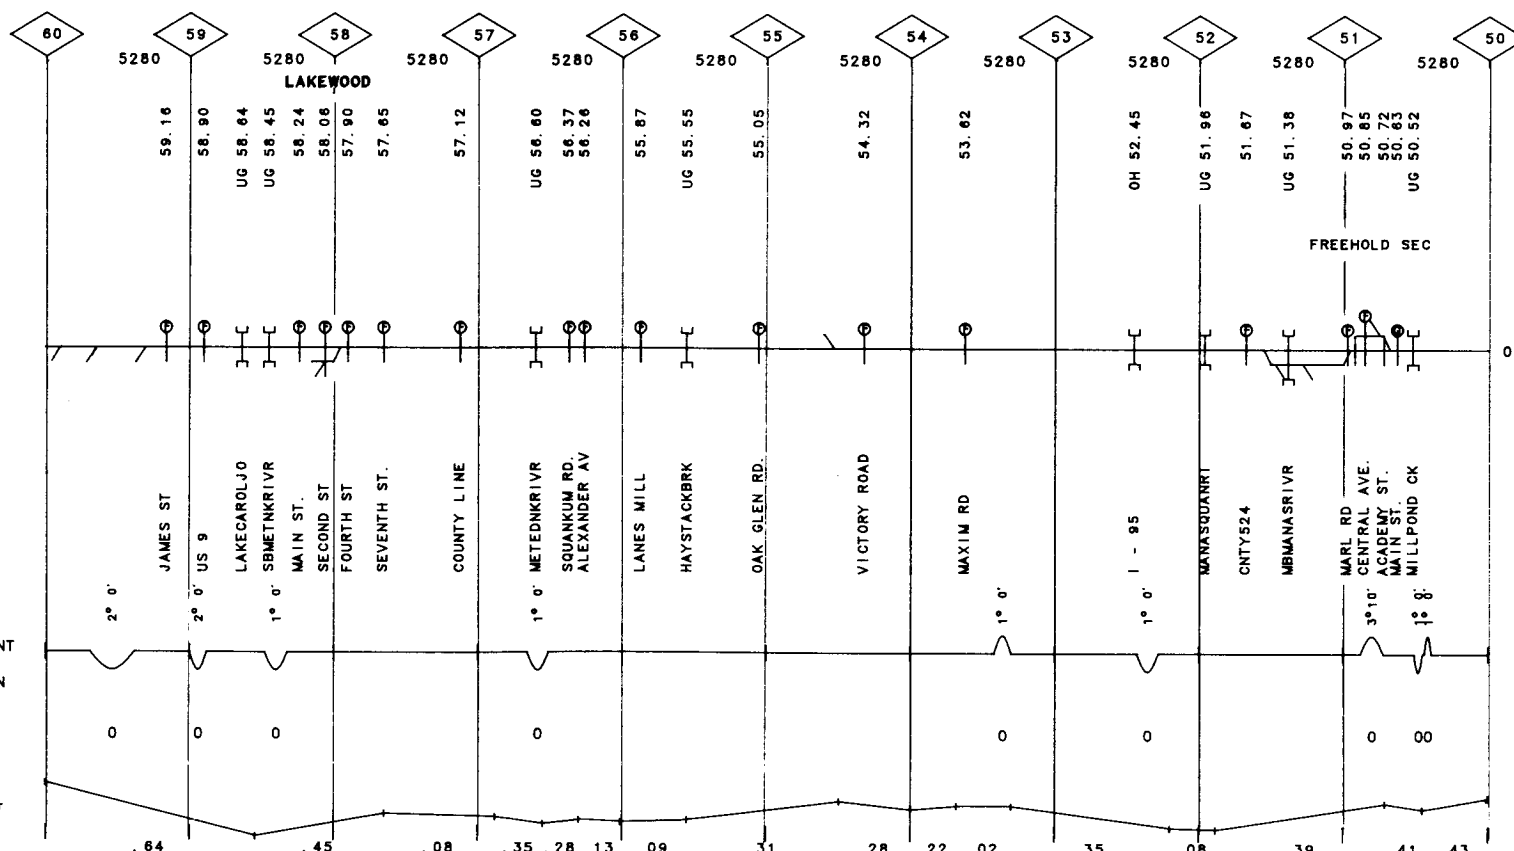 60 59 58 57 56 55 54 53 52 51 50
5280 5280 5280 5280 5280 5280 5280 5280 5280 5280
LAKEWOOD
59.16
58.90
UG 58.64
UG 58.45
58.24
58.08
57.90
57.65
57.12
UG 56.60
56.37
56.26
55.87
UG 55.55
55.05
54.32
53.62
OH 52.45
UG 51.96
51.67
UG 51.38
50.97
50.85
50.72
50.63
UG 50.52
FREEHOLD SEC
0
JAMES ST
US 9
LAKECAROLJO
SBMETNKRIVR
MAIN ST.
SECOND ST
FOURTH ST
SEVENTH ST.
COUNTY LINE
METEDNKRIVR
SQUANKUM RD.
ALEXANDER AV
LANES MILL
HAYSTACKBRK
OAK GLEN RD.
VICTORY ROAD
MAXIM RD
I - 95
MANASQUANRI
CNTY524
MBMANASRIVR
MARL RD
CENTRAL AVE.
ACADEMY ST.
MAIN ST.
MILLPOND CK
2° 0' 2° 0' 1° 0' 1° 0' 1° 0' 1° 0' 3°10' 1° 0' 1° 0'
NT
N
0 0 0 0 0 0 0 00
T
.64 .45 .08 .35 .28 .13 .09 .31 .28 .22 .02 .35 .08 .39 .41 .43